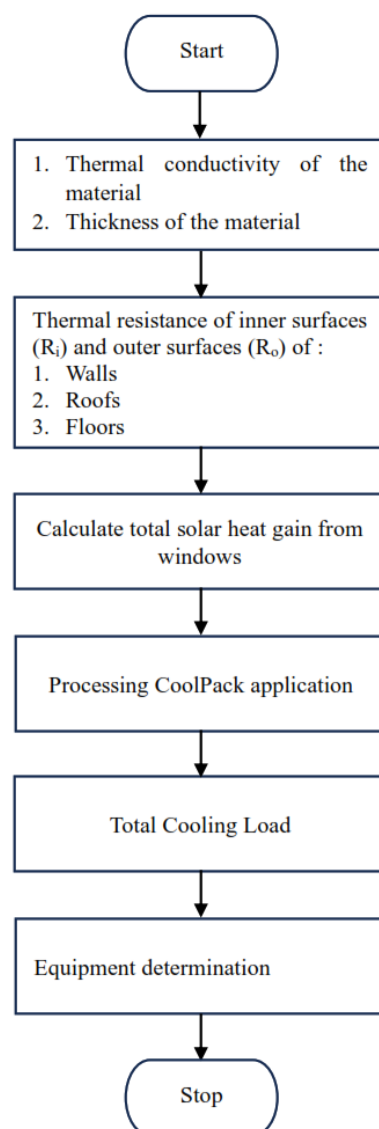 Start
1. Thermal conductivity of the
material
2. Thickness of the material
Thermal resistance of inner surfaces
(Rᵢ) and outer surfaces (Rₒ) of :
1. Walls
2. Roofs
3. Floors
Calculate total solar heat gain from
windows
Processing CoolPack application
Total Cooling Load
Equipment determination
Stop